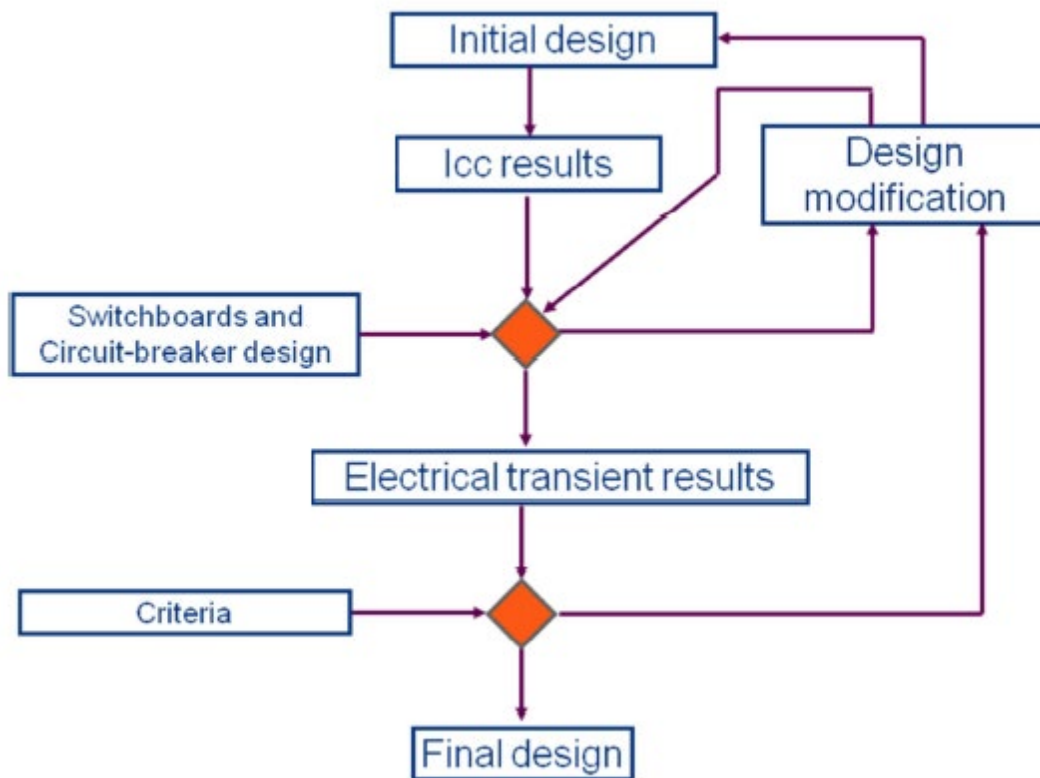 Initial design
Icc results
Design
modification
Switchboards and
Circuit-breaker design
Electrical transient results
Criteria
Final design